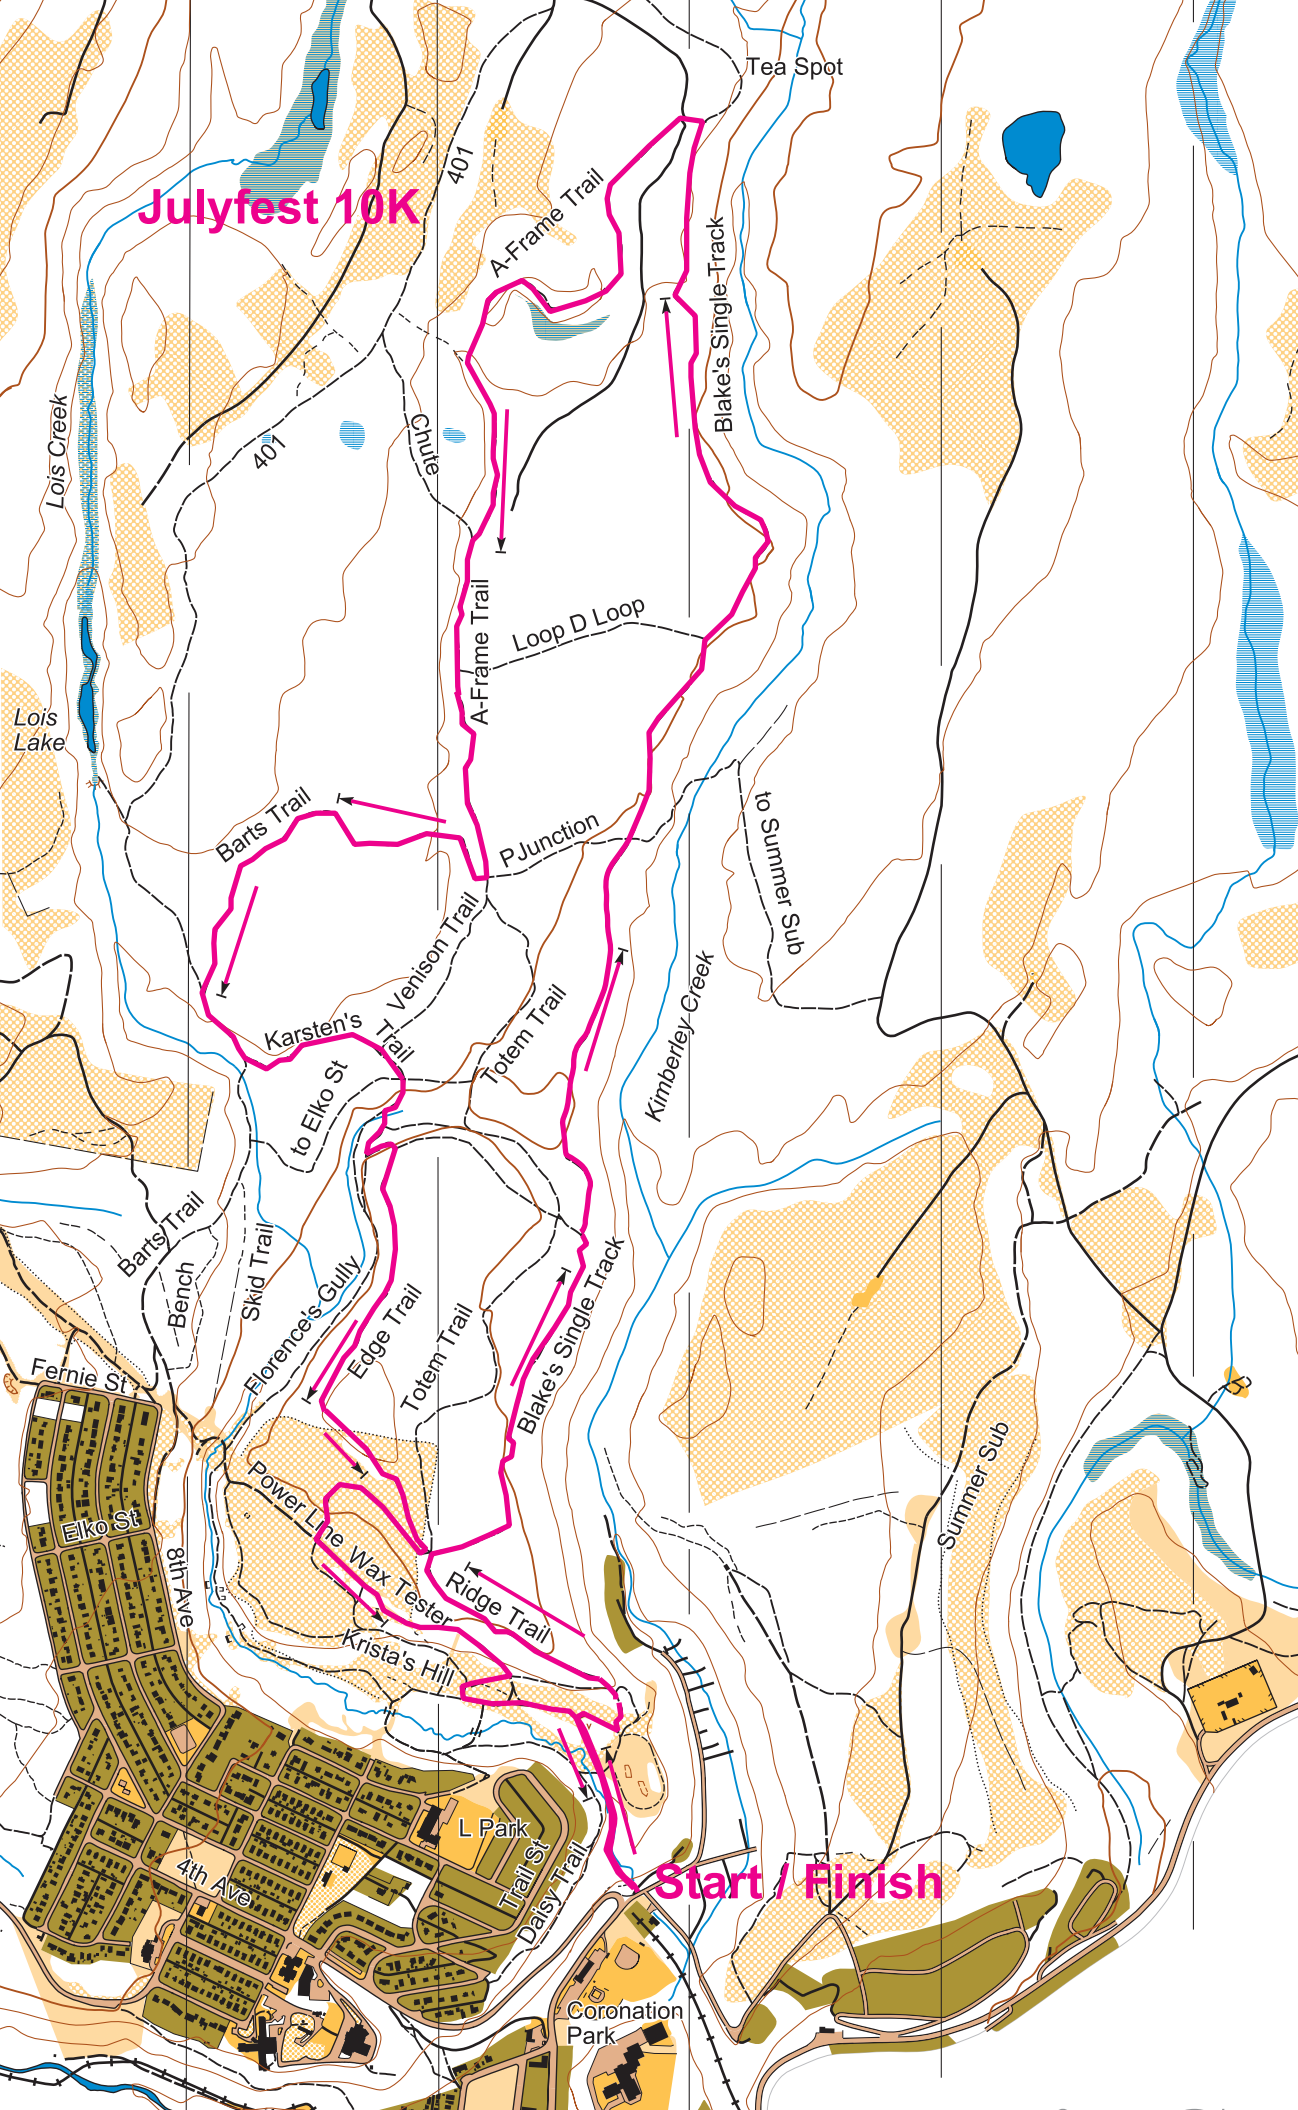 Tea Spot
401
A-Frame Trail
Julyfest 10K
Blake's Single Track
Lois Creek
401
Chute
A-Frame Trail
Loop D Loop
Lois
Lake
Barts Trail
PJunction
to Summer Sub
Venison Trail
Karsten's
Trail
Totem Trail
Kimberley Creek
to Elko St
Barts Trail
Bench
Skid Trail
Florence's Gully
Edge Trail
Totem Trail
Blake's Single Track
Fernie St
Power Line
Wax Tester
Summer Sub
Elko St
8th Ave
Ridge Trail
Krista's Hill
L Park
Trail St
Daisy Trail
4th Ave
Start / Finish
Coronation
Park